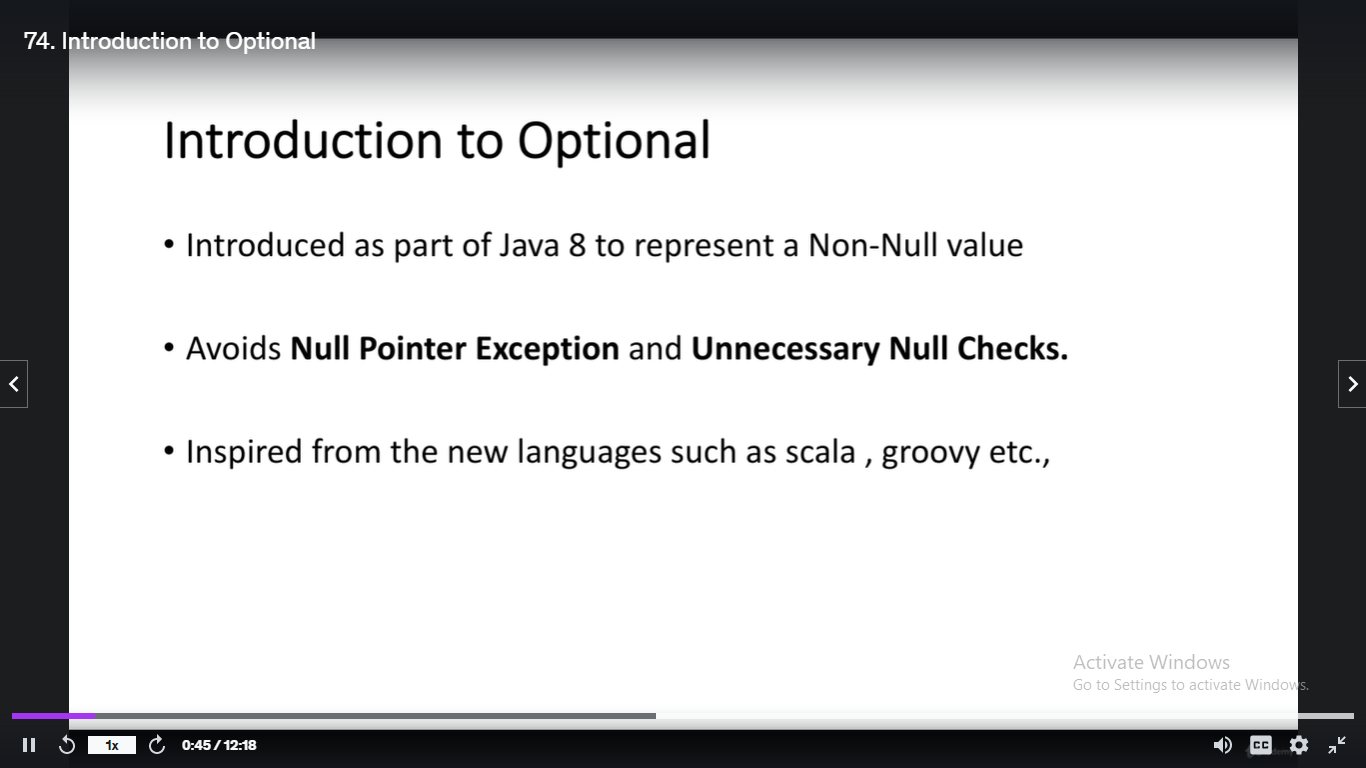 74. Introduction to Optional
Introduction to Optional
• Introduced as part of Java 8 to represent a Non-Null value
• Avoids Null Pointer Exception and Unnecessary Null Checks.
• Inspired from the new languages such as scala , groovy etc.,
Activate Windows
Go to Settings to activate Windows.
1x
0:45 / 12:18
CC